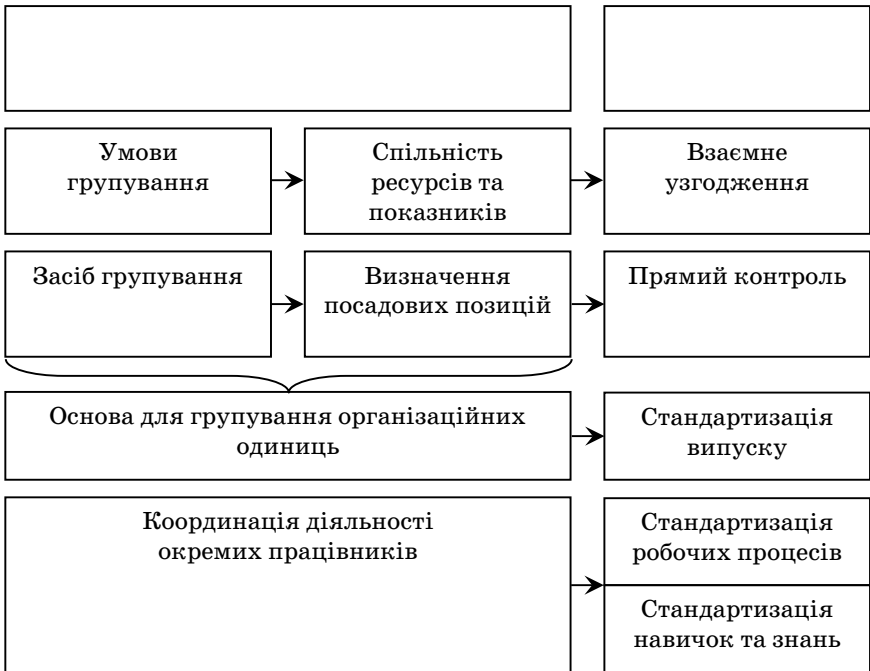 Умови
групування
Спільність
ресурсів та
показників
Взаємне
узгодження
Засіб групування
Визначення
посадових позицій
Прямий контроль
Основа для групування організаційних
одиниць
Стандартизація
випуску
Координація діяльності
окремих працівників
Стандартизація
робочих процесів
Стандартизація
навичок та знань